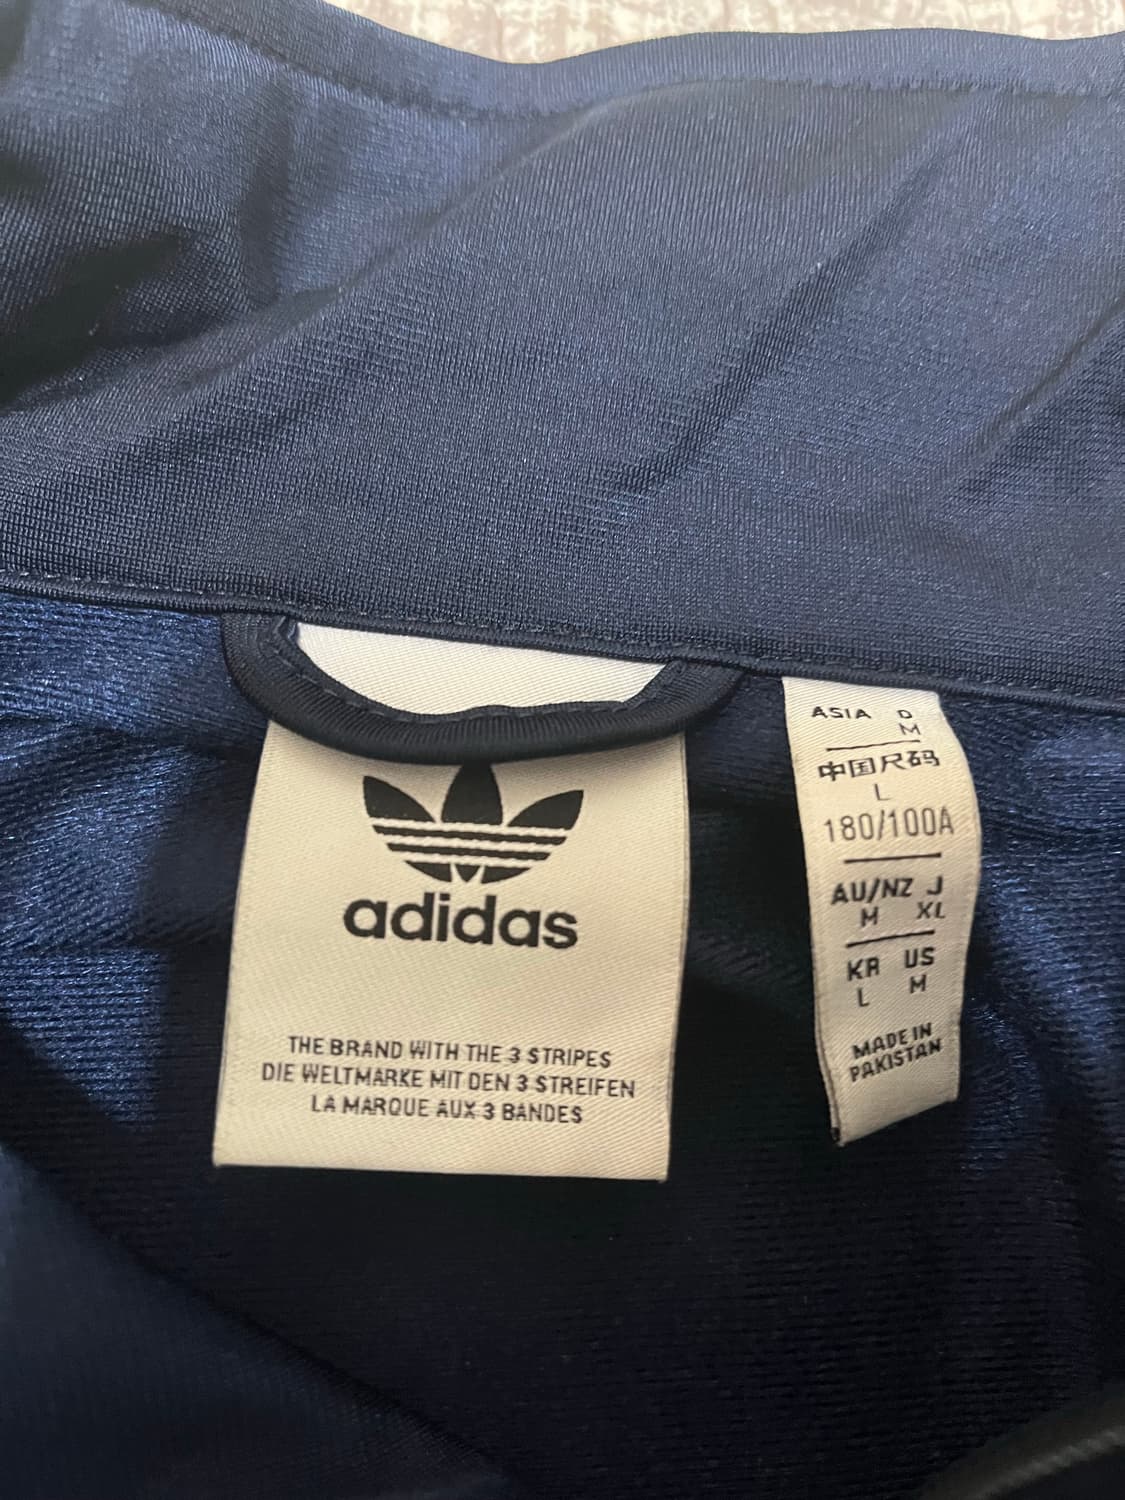 adidas
THE BRAND WITH THE 3 STRIPES
DIE WELTMARKE MIT DEN 3 STREIFEN
LA MARQUE AUX 3 BANDES
ASIA D
M
中国尺码
L
180/100A
AU/NZ J
M XL
KR US
L M
MADE IN
PAKISTAN